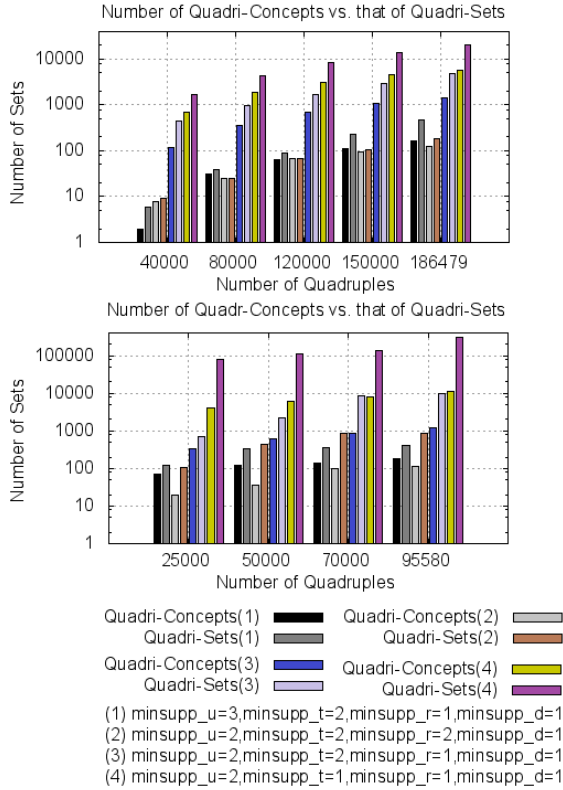 Number of Quadri-Concepts vs. that of Quadri-Sets
Number of Sets
10000
1000
100
10
1
40000 80000 120000 150000 186479
Number of Quadruples
Number of Quadr-Concepts vs. that of Quadri-Sets
Number of Sets
100000
10000
1000
100
10
1
25000 50000 70000 95580
Number of Quadruples
Quadri-Concepts(1) Quadri-Concepts(2)
Quadri-Sets(1) Quadri-Sets(2)
Quadri-Concepts(3) Quadri-Concepts(4)
Quadri-Sets(3) Quadri-Sets(4)
(1) minsupp_u=3,minsupp_t=2,minsupp_r=1,minsupp_d=1
(2) minsupp_u=2,minsupp_t=2,minsupp_r=2,minsupp_d=1
(3) minsupp_u=2,minsupp_t=2,minsupp_r=1,minsupp_d=1
(4) minsupp_u=2,minsupp_t=1,minsupp_r=1,minsupp_d=1